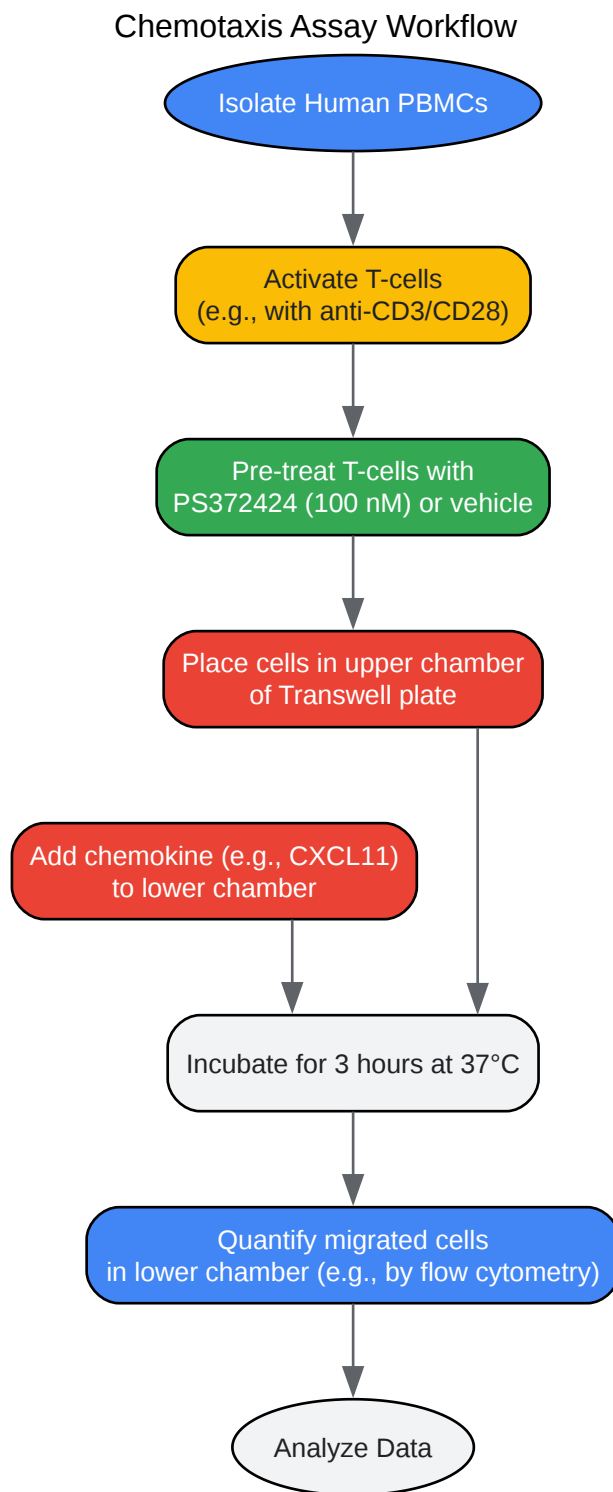 Chemotaxis Assay Workflow
Isolate Human PBMCs
Activate T-cells
(e.g., with anti-CD3/CD28)
Pre-treat T-cells with
PS372424 (100 nM) or vehicle
Place cells in upper chamber
of Transwell plate
Add chemokine (e.g., CXCL11)
to lower chamber
Incubate for 3 hours at 37°C
Quantify migrated cells
in lower chamber (e.g., by flow cytometry)
Analyze Data